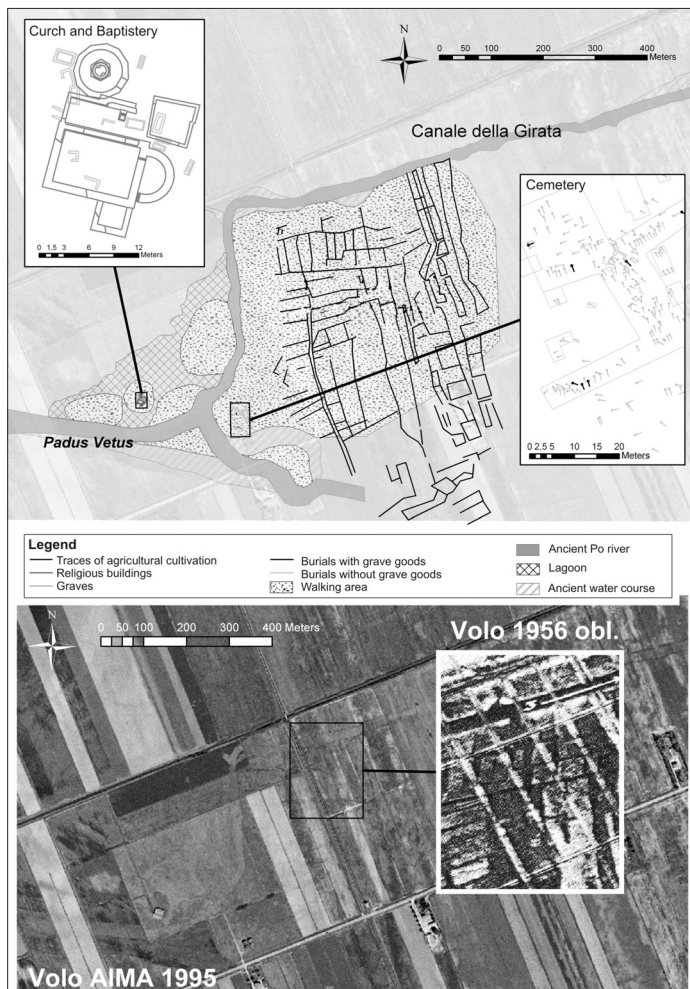 Curch and Baptistery
0 1,5 3 6 9 12
Meters
N
0 50 100 200 300 400
Meters
Canale della Girata
Cemetery
0 2,5 5 10 15 20
Meters
Padus Vetus
Legend
Traces of agricultural cultivation
Religious buildings
Graves
Burials with grave goods
Burials without grave goods
Walking area
Ancient Po river
Lagoon
Ancient water course
N
0 50 100 200 300 400 Meters
Volo 1956 obl.
Volo AIMA 1995